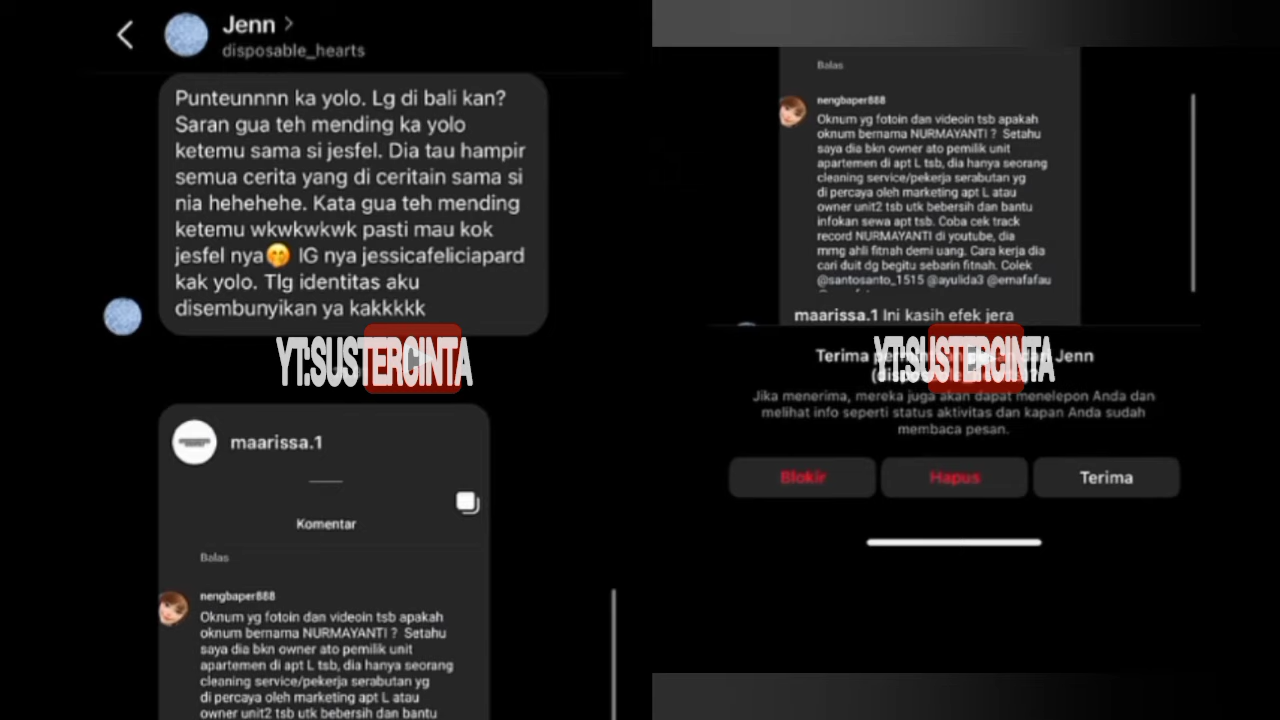 Jenn >
disposable_hearts
Punteunnnn ka yolo. Lg di bali kan?
Saran gua teh mending ka yolo
ketemu sama si jesfel. Dia tau hampir
semua cerita yang di ceritain sama si
nia hehehehe. Kata gua teh mending
ketemu wkwkwkwk pasti mau kok
jesfel nya🤭 IG nya jessicafeliciapard
kak yolo. Tlg identitas aku
disembunyikan ya kakkkkk
YT:SUSTERCINTA
maarissa.1
Komentar
Balas
nengbaper888
Oknum yg fotoin dan videoin tsb apakah
oknum bernama NURMAYANTI ? Setahu
saya dia bkn owner ato pemilik unit
apartemen di apt L tsb, dia hanya seorang
cleaning service/pekerja serabutan yg
di percaya oleh marketing apt L atau
owner unit2 tsb utk bebersih dan bantu
Balas
nengbaper888
Oknum yg fotoin dan videoin tsb apakah
oknum bernama NURMAYANTI ? Setahu
saya dia bkn owner ato pemilik unit
apartemen di apt L tsb, dia hanya seorang
cleaning service/pekerja serabutan yg
di percaya oleh marketing apt L atau
owner unit2 tsb utk bebersih dan bantu
infokan sewa apt tsb. Coba cek track
record NURMAYANTI di youtube, dia
mmg ahli fitnah demi uang. Cara kerja dia
cari duit dg begitu sebarin fitnah. Colek
@santosanto_1515 @ayulida3 @emafafau
maarissa.1 Ini kasih efek jera
Terima Jenn
YT:SUSTERCINTA
Jika menerima, mereka juga akan dapat menelepon Anda dan
melihat info seperti status aktivitas dan kapan Anda sudah
membaca pesan.
Blokir Hapus Terima